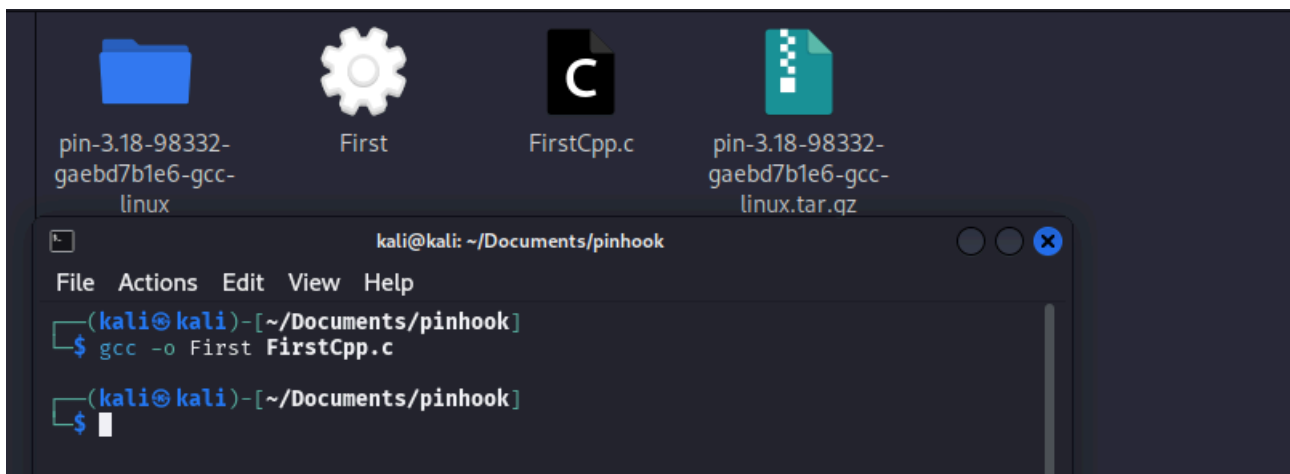 C
pin-3.18-98332-
gaebd7b1e6-gcc-
linux
First
FirstCpp.c
pin-3.18-98332-
gaebd7b1e6-gcc-
linux.tar.gz
kali@kali: ~/Documents/pinhook
File Actions Edit View Help
┌──(kali㉿kali)-[~/Documents/pinhook]
└─$ gcc -o First FirstCpp.c
┌──(kali㉿kali)-[~/Documents/pinhook]
└─$